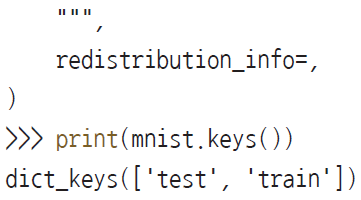 """,
redistribution_info=,
)
>>> print(mnist.keys())
dict_keys(['test', 'train'])